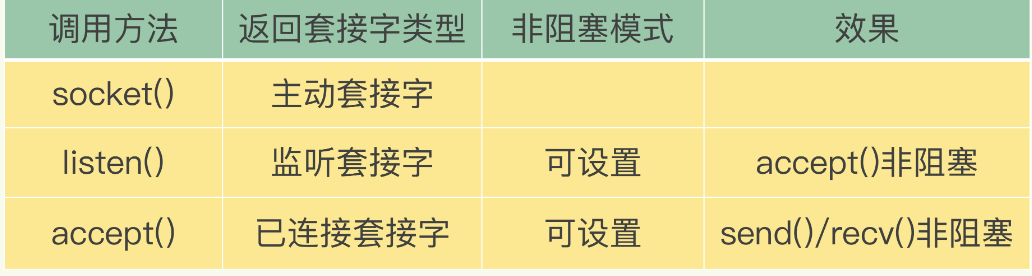 调用方法 返回套接字类型 非阻塞模式 效果
socket() 主动套接字
listen() 监听套接字 可设置 accept()非阻塞
accept() 已连接套接字 可设置 send()/recv()非阻塞